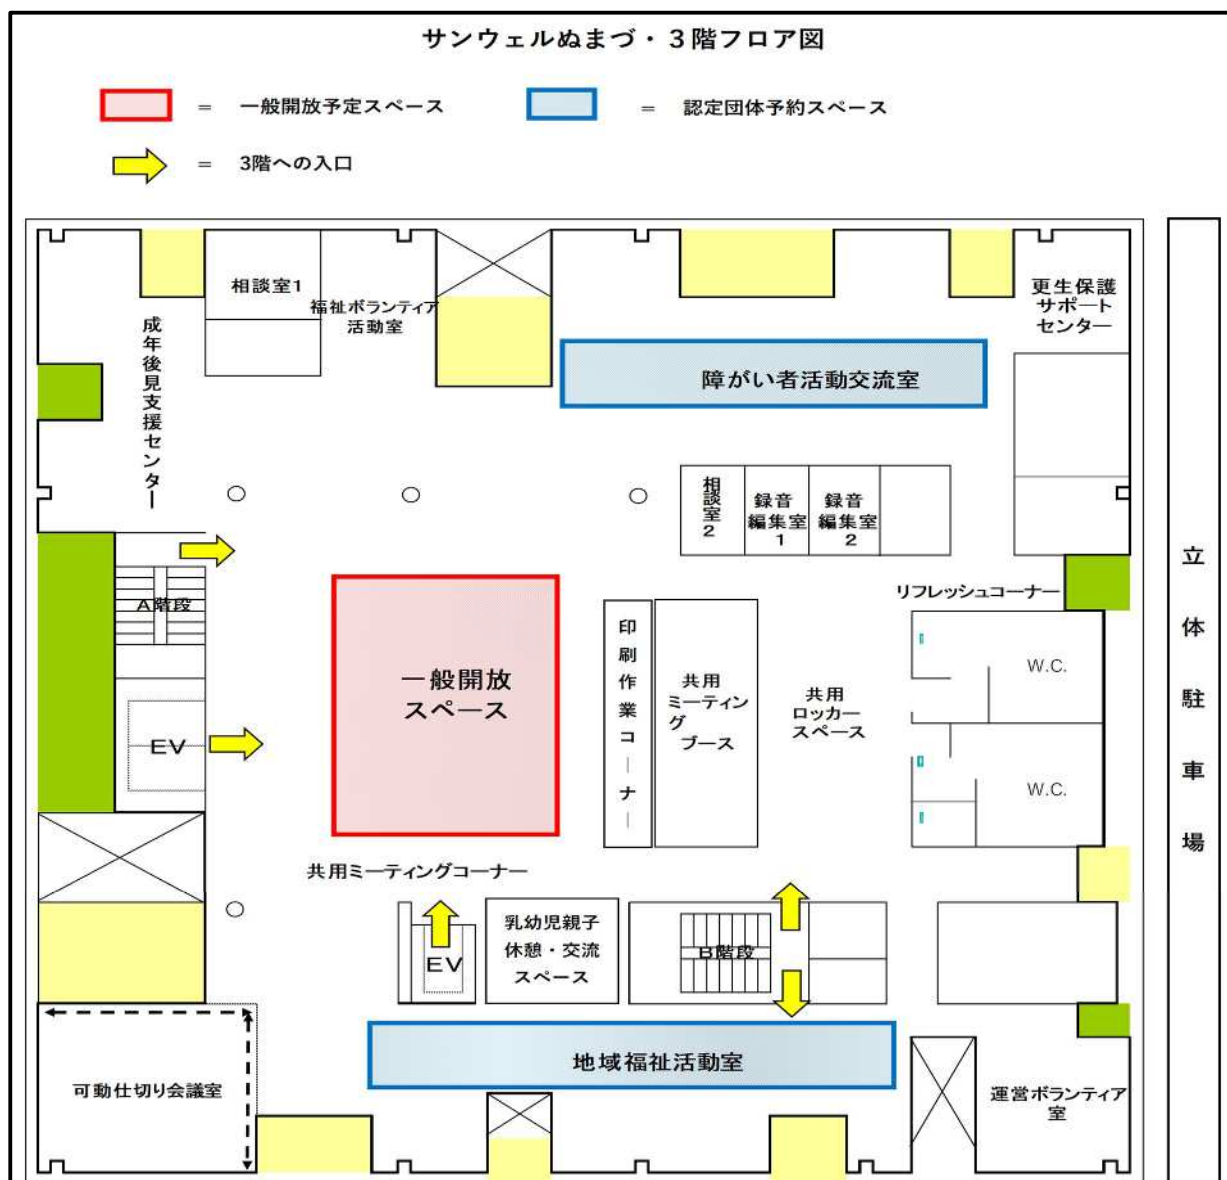 サンウェルぬまづ・３階フロア図
＝ 一般開放予定スペース
＝ 認定団体予約スペース
＝ 3階への入口
相談室1
福祉ボランティア
活動室
更生保護
サポート
センター
成年後見支援センター
障がい者活動交流室
相談室2
録音
編集室
1
録音
編集室
2
立体駐車場
リフレッシュコーナー
A階段
一般開放
スペース
印刷作業コーナー
共用
ミーティン
グ
ブース
共用
ロッカー
スペース
W.C.
EV
W.C.
共用ミーティングコーナー
乳幼児親子
休憩・交流
スペース
EV
B階段
地域福祉活動室
可動仕切り会議室
運営ボランティア
室